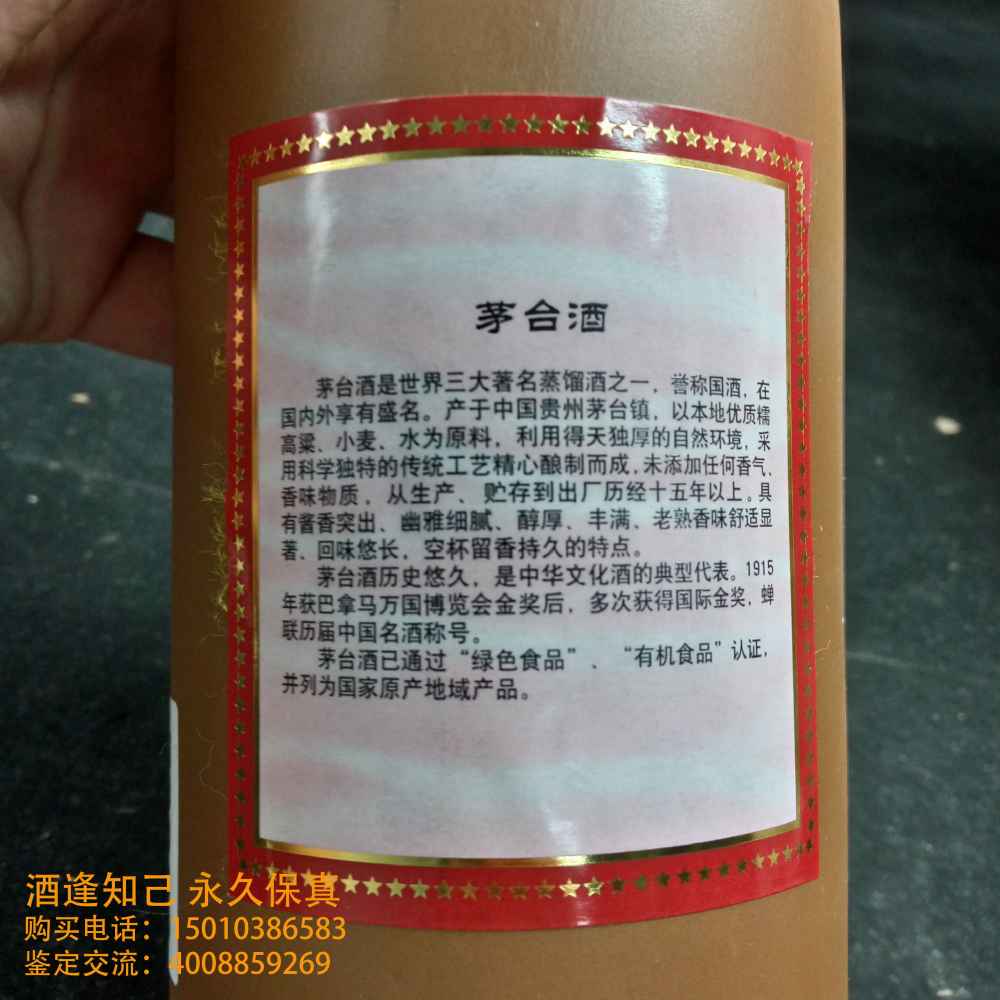 茅台酒
茅台酒是世界三大著名蒸馏酒之一，誉称国酒，在
国内外享有盛名。产于中国贵州茅台镇，以本地优质糯
高粱、小麦、水为原料，利用得天独厚的自然环境，采
用科学独特的传统工艺精心酿制而成，未添加任何香气、
香味物质，从生产、贮存到出厂历经十五年以上。具
有酱香突出、幽雅细腻、醇厚、丰满、老熟香味舒适显
著、回味悠长，空杯留香持久的特点。
茅台酒历史悠久，是中华文化酒的典型代表。1915
年获巴拿马万国博览会金奖后，多次获得国际金奖，蝉
联历届中国名酒称号。
茅台酒已通过“绿色食品”、“有机食品”认证，
并列为国家原产地域产品。
酒逢知己 永久保真
购买电话：15010386583
鉴定交流：4008859269